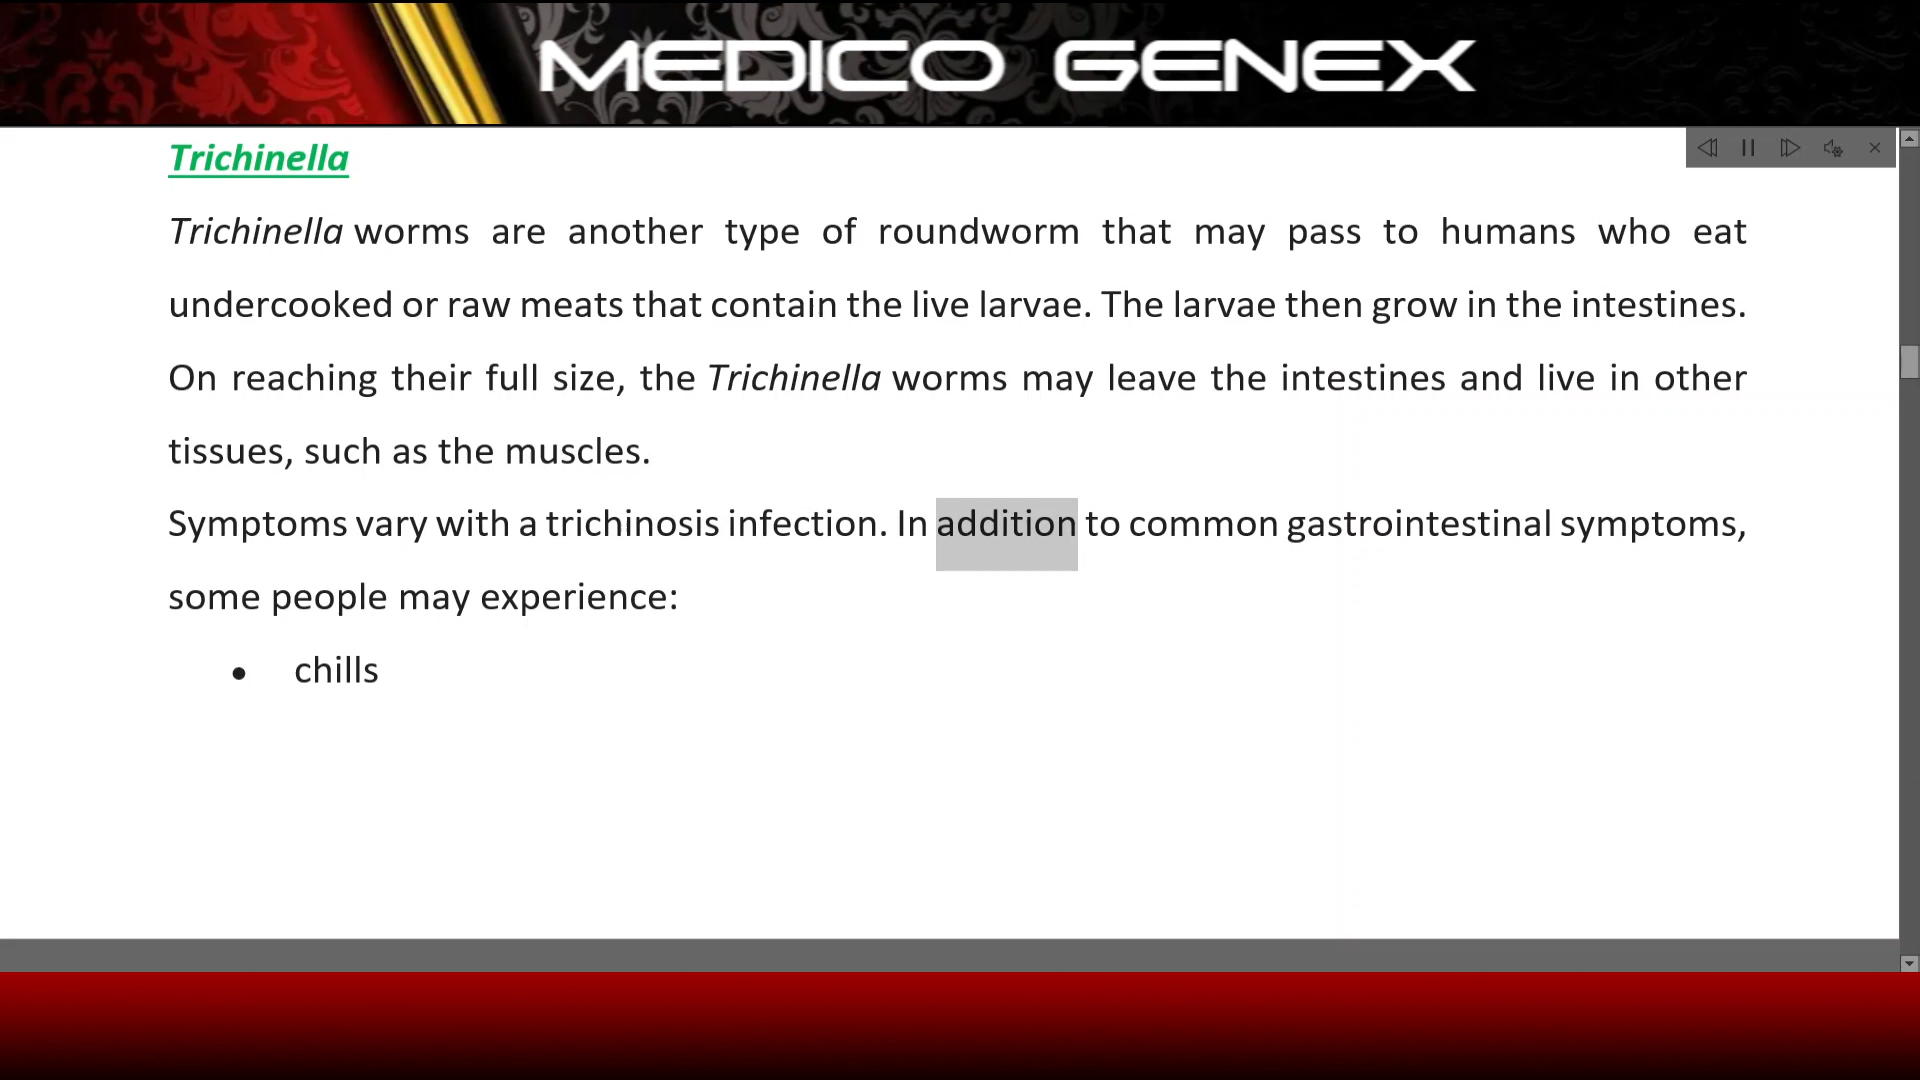 MEDICO GENEX
Trichinella
Trichinella worms are another type of roundworm that may pass to humans who eat
undercooked or raw meats that contain the live larvae. The larvae then grow in the intestines.
On reaching their full size, the Trichinella worms may leave the intestines and live in other
tissues, such as the muscles.
Symptoms vary with a trichinosis infection. In addition to common gastrointestinal symptoms,
some people may experience:
• chills